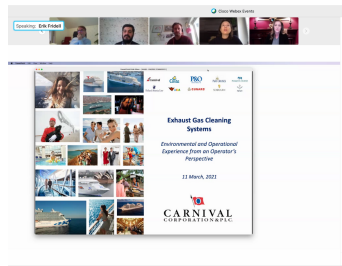 Cisco Webex Events
Speaking: Erik Fridell
P&O
Exhaust Gas Cleaning
Systems
Environmental and Operational
Experience from an Operator's
Perspective
11 March, 2021
CARNIVAL
CORPORATION&PLC